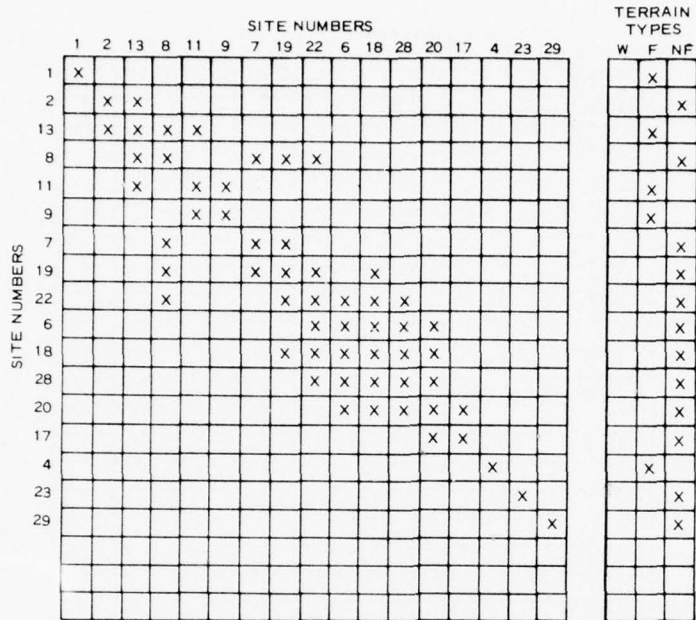 SITE NUMBERS
TERRAIN
TYPES
1 2 13 8 11 9 7 19 22 6 18 28 20 17 4 23 29
W F NF
SITE NUMBERS
1 X X
2 X X X
13 X X X X X
8 X X X X X X
11 X X X X
9 X X X
7 X X X X
19 X X X X X X
22 X X X X X X
6 X X X X X X
18 X X X X X X X
28 X X X X X X
20 X X X X X X
17 X X X
4 X X
23 X X
29 X X